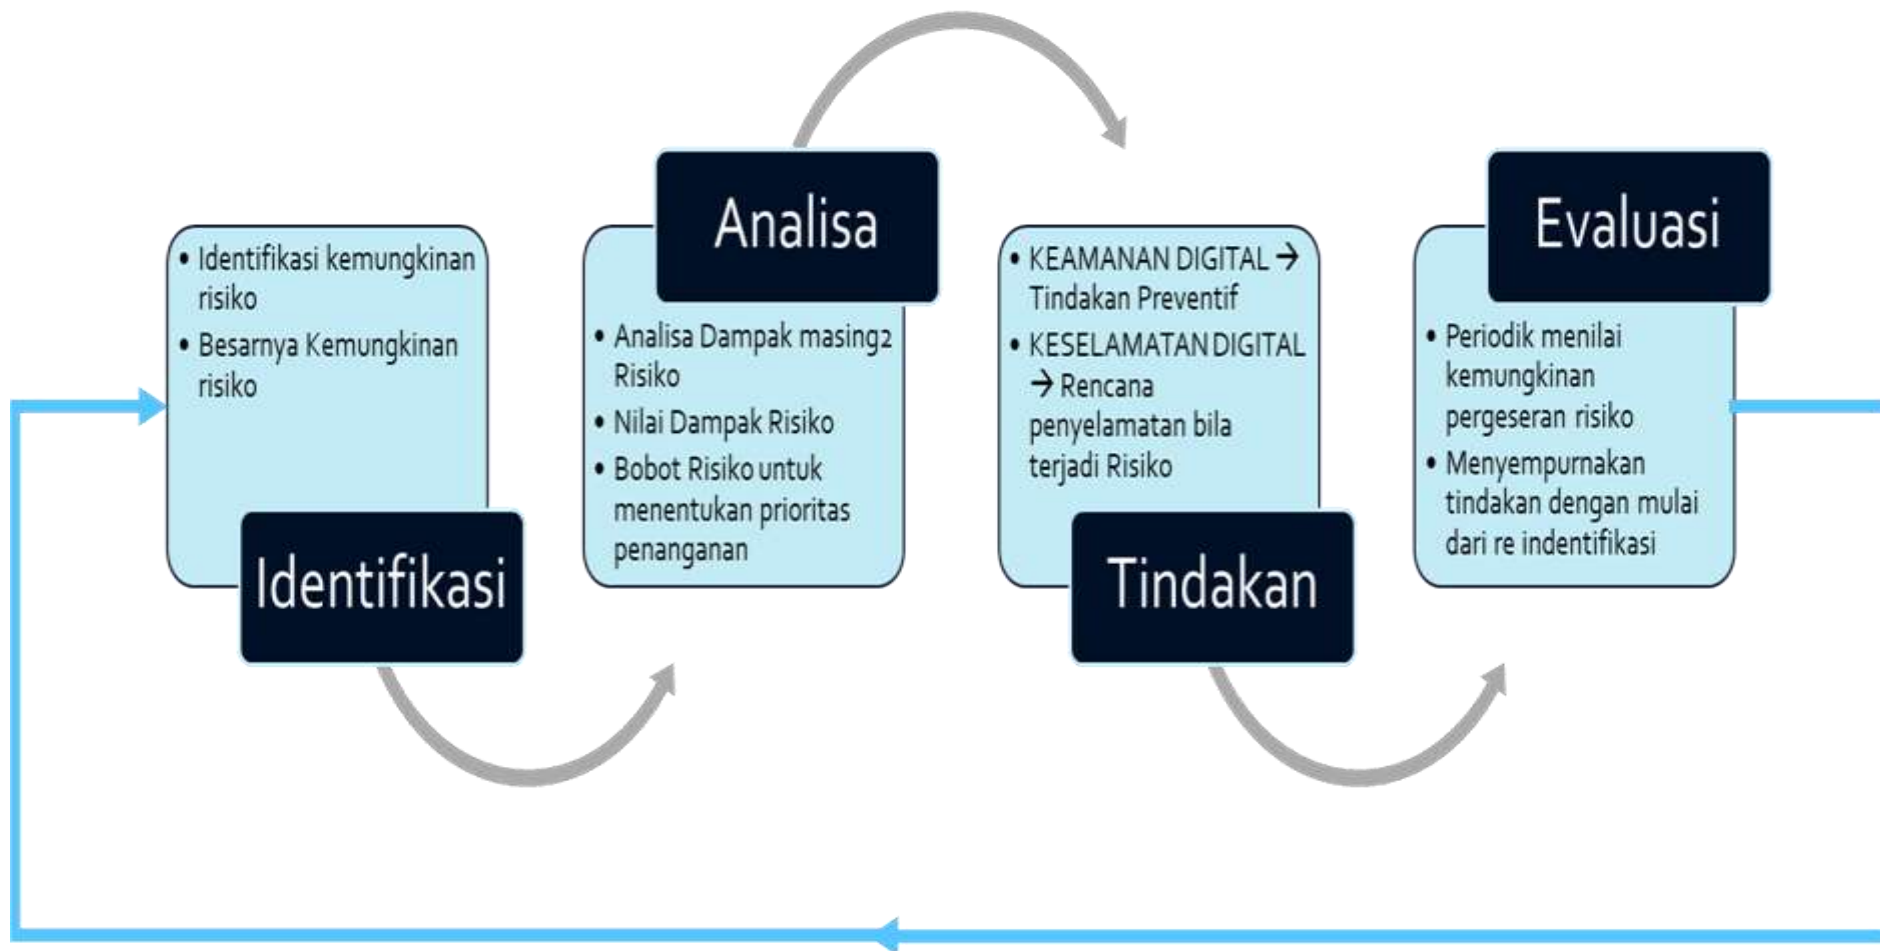 • Identifikasi kemungkinan
risiko
• Besarnya Kemungkinan
risiko
Identifikasi
Analisa
• Analisa Dampak masing2
Risiko
• Nilai Dampak Risiko
• Bobot Risiko untuk
menentukan prioritas
penanganan
• KEAMANAN DIGITAL →
Tindakan Preventif
• KESELAMATAN DIGITAL
→ Rencana
penyelamatan bila
terjadi Risiko
Tindakan
Evaluasi
• Periodik menilai
kemungkinan
pergeseran risiko
• Menyempurnakan
tindakan dengan mulai
dari re indentifikasi